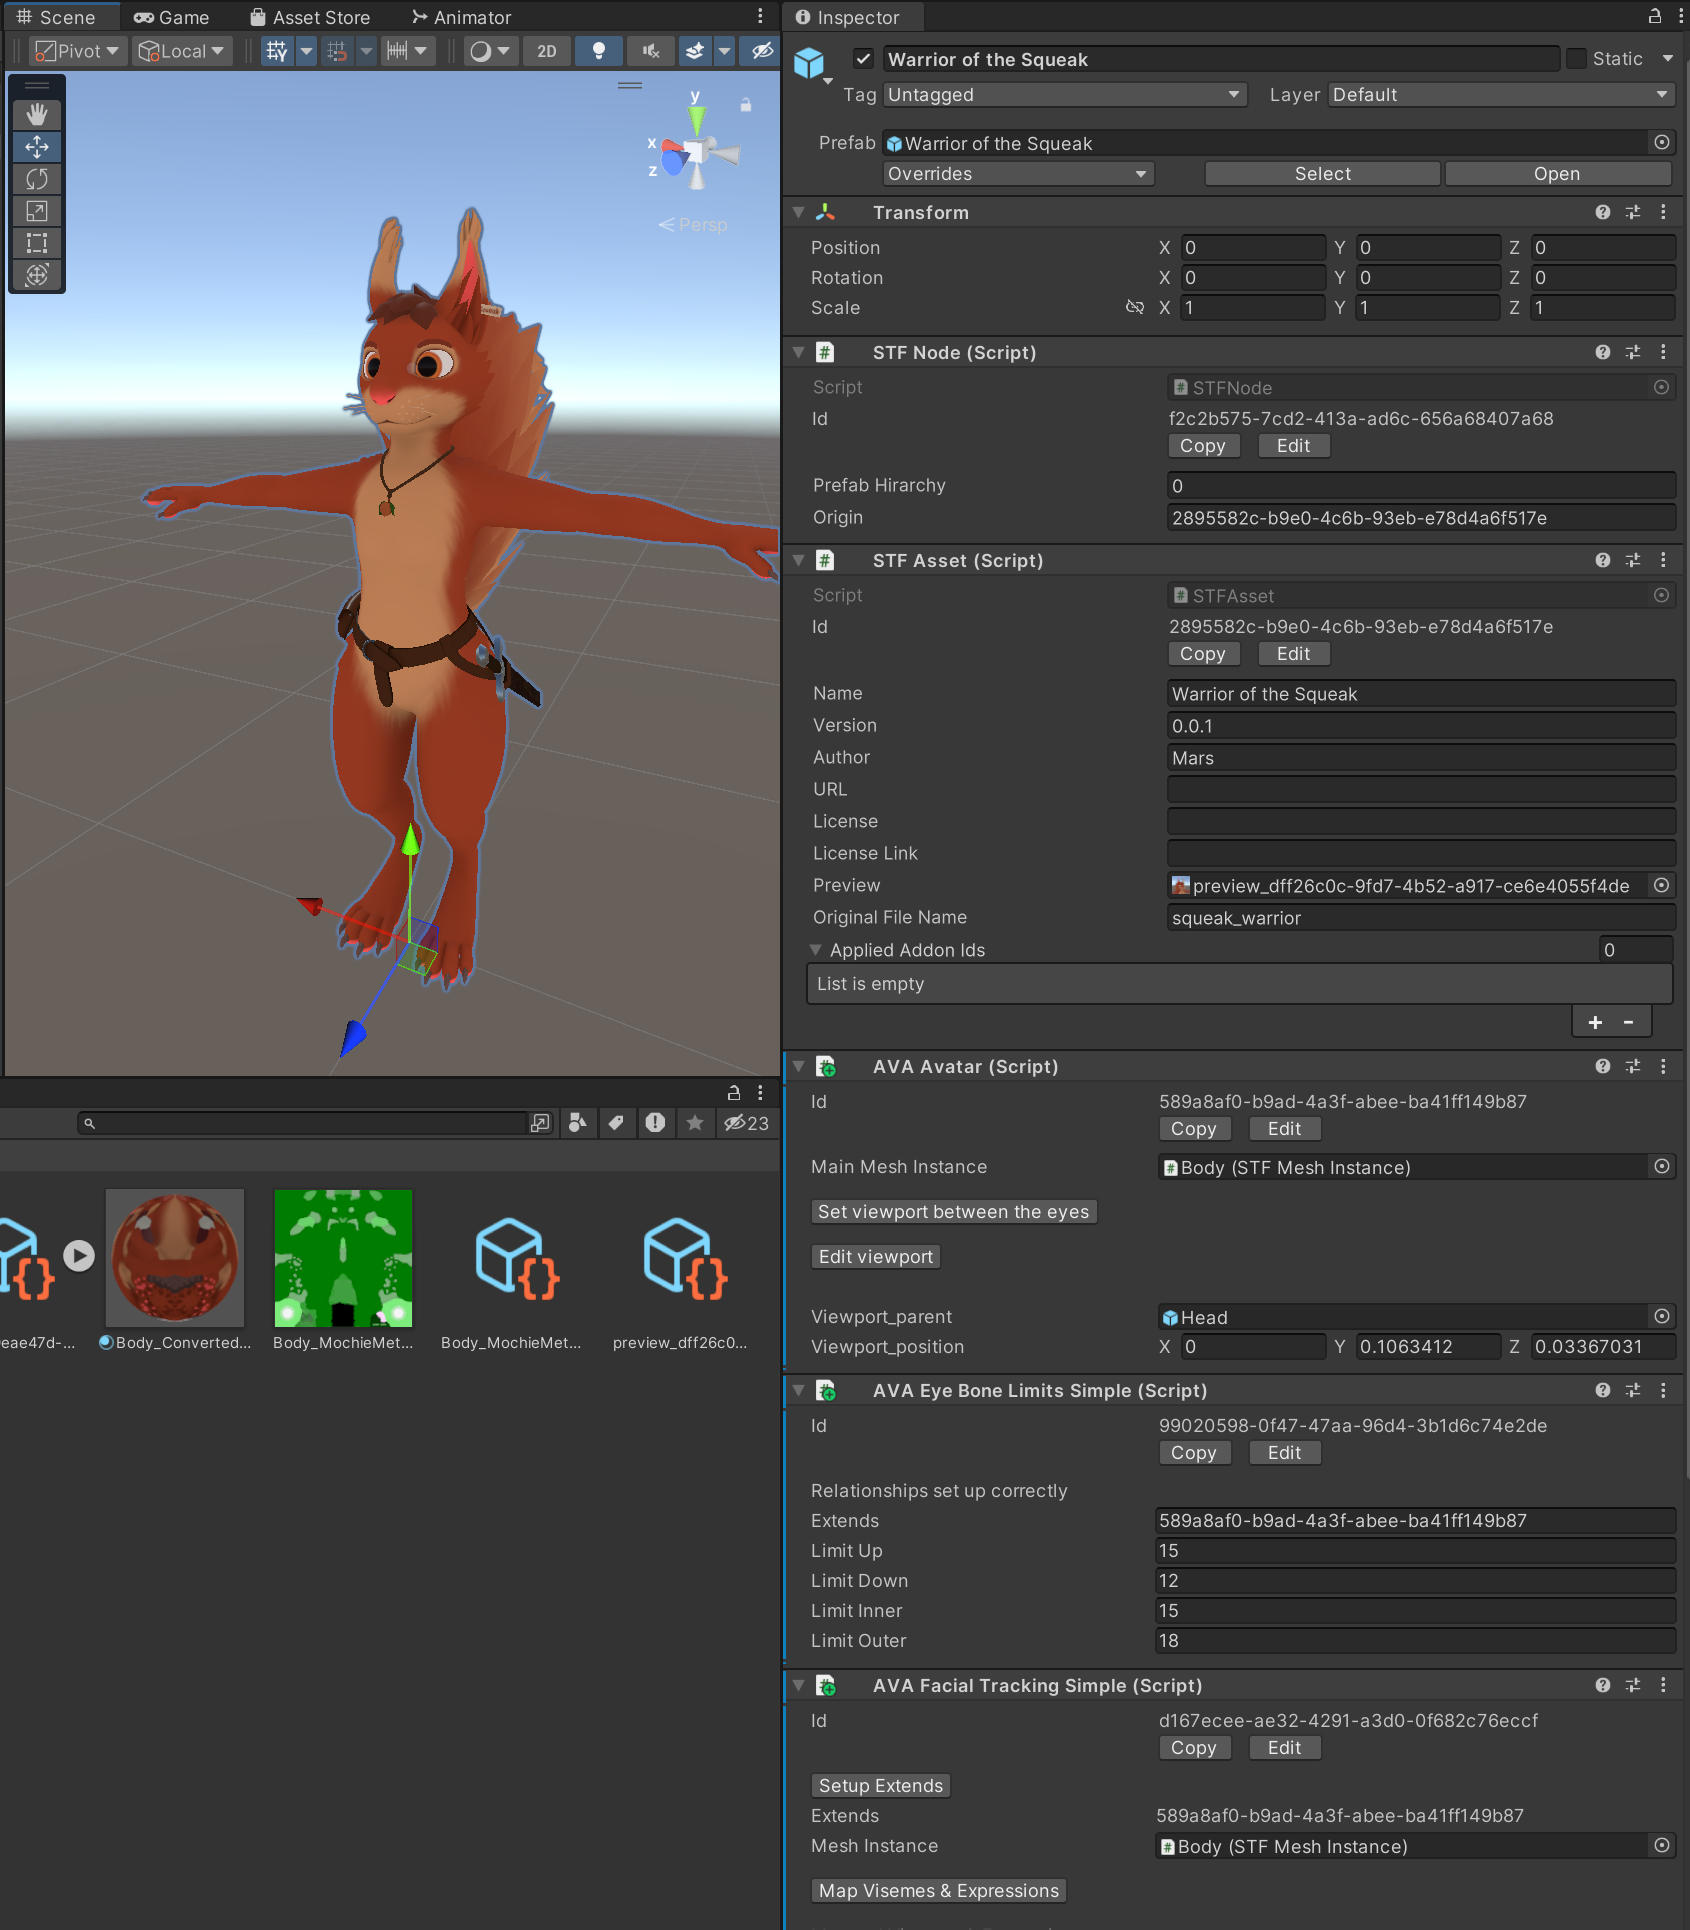 Scene Game Asset Store Animator
Pivot Local 2D
y
x
z
Persp
23
eae47d-... Body_Converted... Body_MochieMet... Body_MochieMet... preview_dff26c0...
Inspector
Warrior of the Squeak Static
Tag Untagged Layer Default
Prefab Warrior of the Squeak
Overrides Select Open
Transform
Position X 0 Y 0 Z 0
Rotation X 0 Y 0 Z 0
Scale X 1 Y 1 Z 1
# STF Node (Script)
Script # STFNode
Id f2c2b575-7cd2-413a-ad6c-656a68407a68
Copy Edit
Prefab Hirarchy 0
Origin 2895582c-b9e0-4c6b-93eb-e78d4a6f517e
# STF Asset (Script)
Script # STFAsset
Id 2895582c-b9e0-4c6b-93eb-e78d4a6f517e
Copy Edit
Name Warrior of the Squeak
Version 0.0.1
Author Mars
URL
License
License Link
Preview preview_dff26c0c-9fd7-4b52-a917-ce6e4055f4de
Original File Name squeak_warrior
Applied Addon Ids 0
List is empty
+ -
AVA Avatar (Script)
Id 589a8af0-b9ad-4a3f-abee-ba41ff149b87
Copy Edit
Main Mesh Instance # Body (STF Mesh Instance)
Set viewport between the eyes
Edit viewport
Viewport_parent Head
Viewport_position X 0 Y 0.1063412 Z 0.03367031
AVA Eye Bone Limits Simple (Script)
Id 99020598-0f47-47aa-96d4-3b1d6c74e2de
Copy Edit
Relationships set up correctly
Extends 589a8af0-b9ad-4a3f-abee-ba41ff149b87
Limit Up 15
Limit Down 12
Limit Inner 15
Limit Outer 18
AVA Facial Tracking Simple (Script)
Id d167ecee-ae32-4291-a3d0-0f682c76eccf
Copy Edit
Setup Extends
Extends 589a8af0-b9ad-4a3f-abee-ba41ff149b87
Mesh Instance # Body (STF Mesh Instance)
Map Visemes & Expressions